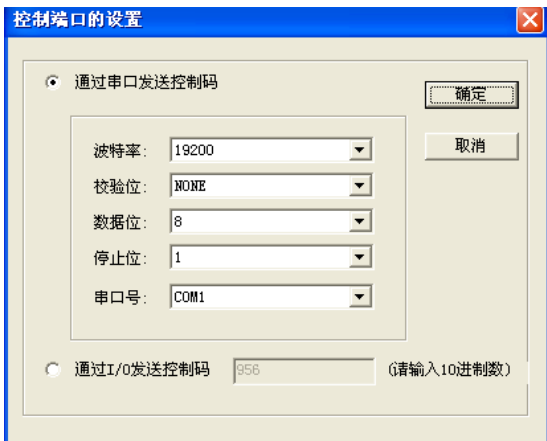 控制端口的设置
通过串口发送控制码
确定
取消
波特率: 19200
校验位: NONE
数据位: 8
停止位: 1
串口号: COM1
通过I/O发送控制码 956 (请输入10进制数)